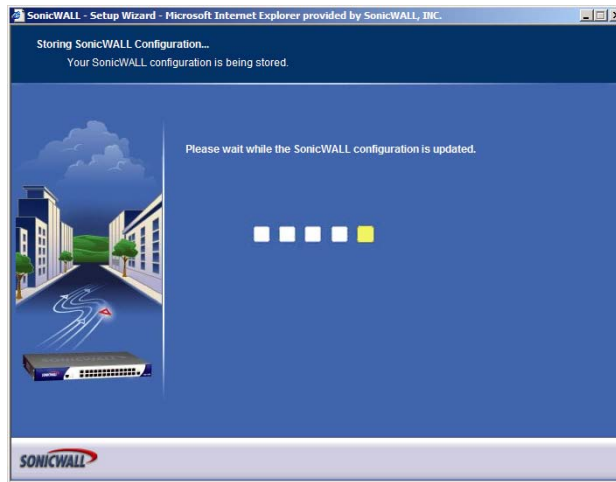 SonicWALL - Setup Wizard - Microsoft Internet Explorer provided by SonicWALL, INC.
Storing SonicWALL Configuration...
Your SonicWALL configuration is being stored.
Please wait while the SonicWALL configuration is updated.
SONICWALL